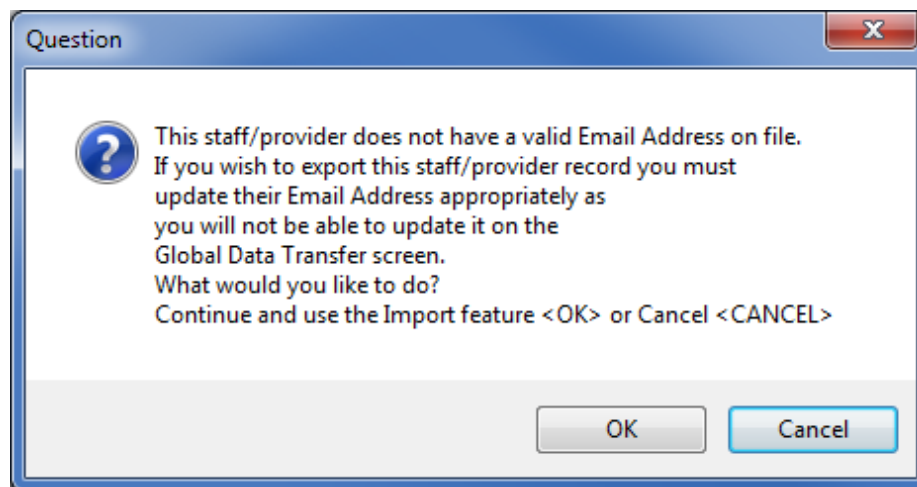 Question
This staff/provider does not have a valid Email Address on file.
If you wish to export this staff/provider record you must
update their Email Address appropriately as
you will not be able to update it on the
Global Data Transfer screen.
What would you like to do?
Continue and use the Import feature <OK> or Cancel <CANCEL>
OK
Cancel